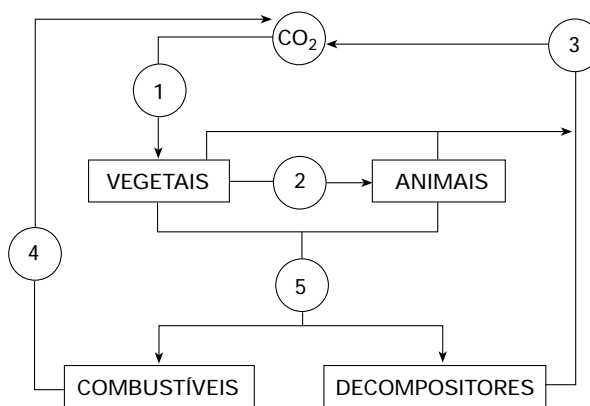 CO₂
3
1
VEGETAIS
2
ANIMAIS
4
5
COMBUSTÍVEIS
DECOMPOSITORES